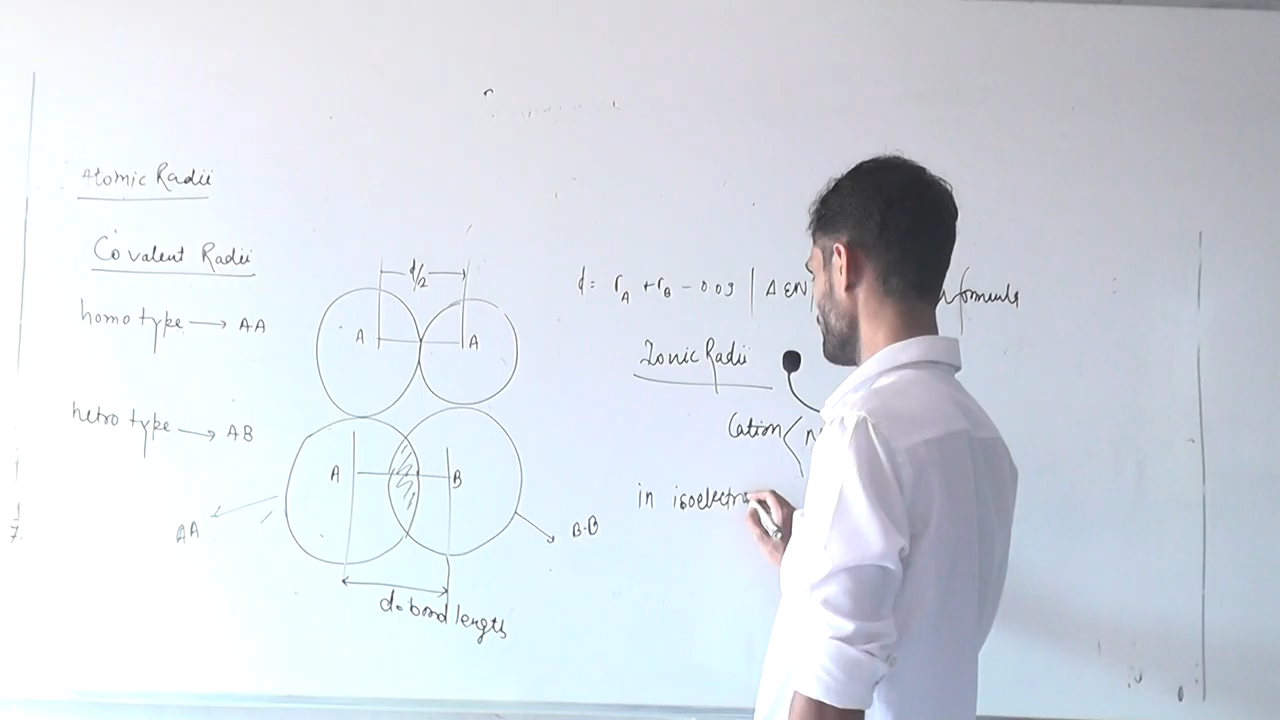 Atomic Radii
Covalent Radii
homo type → AA
d/2
A A
hetro type → AB
A B
AA
B-B
d = bond length
d = rA + rB - 0.09 | Δ EN | formula
Ionic Radii
Cation
in isoelectro